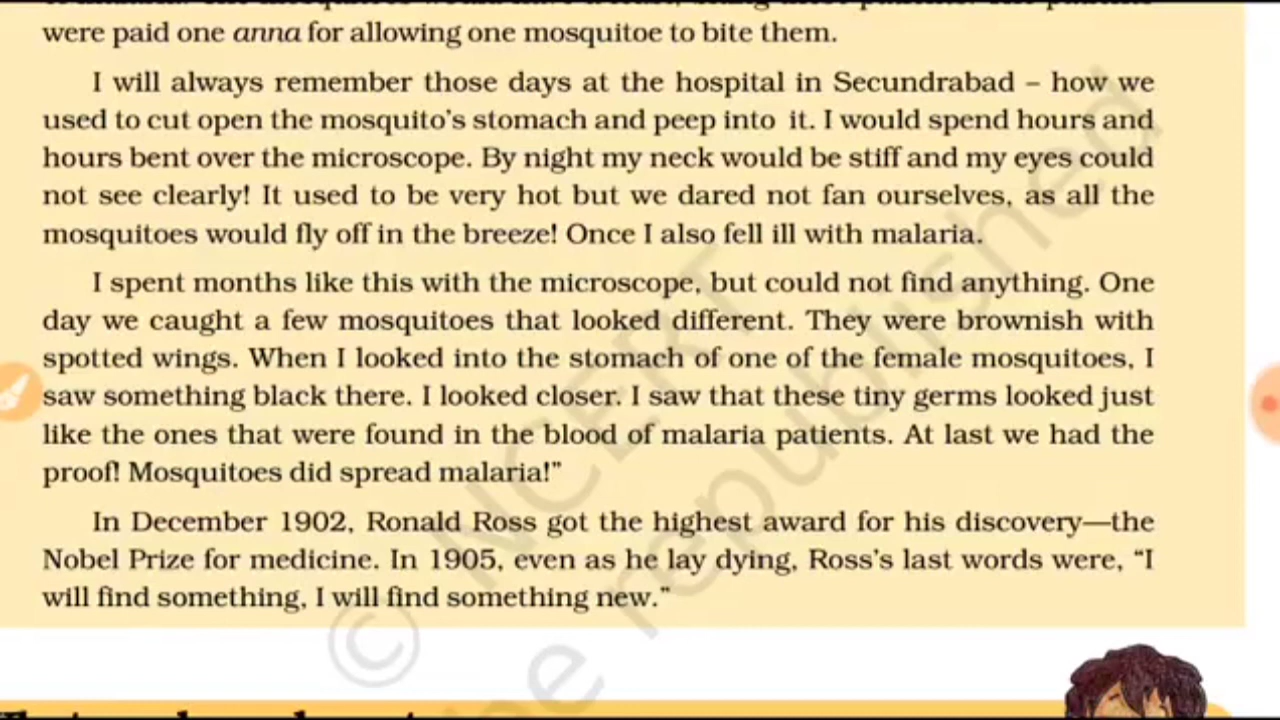 were paid one anna for allowing one mosquitoe to bite them.
I will always remember those days at the hospital in Secundrabad – how we
used to cut open the mosquito's stomach and peep into it. I would spend hours and
hours bent over the microscope. By night my neck would be stiff and my eyes could
not see clearly! It used to be very hot but we dared not fan ourselves, as all the
mosquitoes would fly off in the breeze! Once I also fell ill with malaria.
I spent months like this with the microscope, but could not find anything. One
day we caught a few mosquitoes that looked different. They were brownish with
spotted wings. When I looked into the stomach of one of the female mosquitoes, I
saw something black there. I looked closer. I saw that these tiny germs looked just
like the ones that were found in the blood of malaria patients. At last we had the
proof! Mosquitoes did spread malaria!”
In December 1902, Ronald Ross got the highest award for his discovery—the
Nobel Prize for medicine. In 1905, even as he lay dying, Ross's last words were, “I
will find something, I will find something new.”
© NCERT
be republished